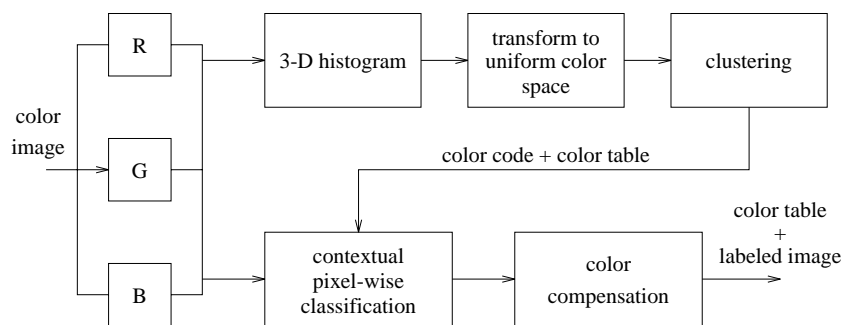 R
3-D histogram
transform to
uniform color
space
clustering
color
image
G
color code + color table
B
contextual
pixel-wise
classification
color
compensation
color table
+
labeled image